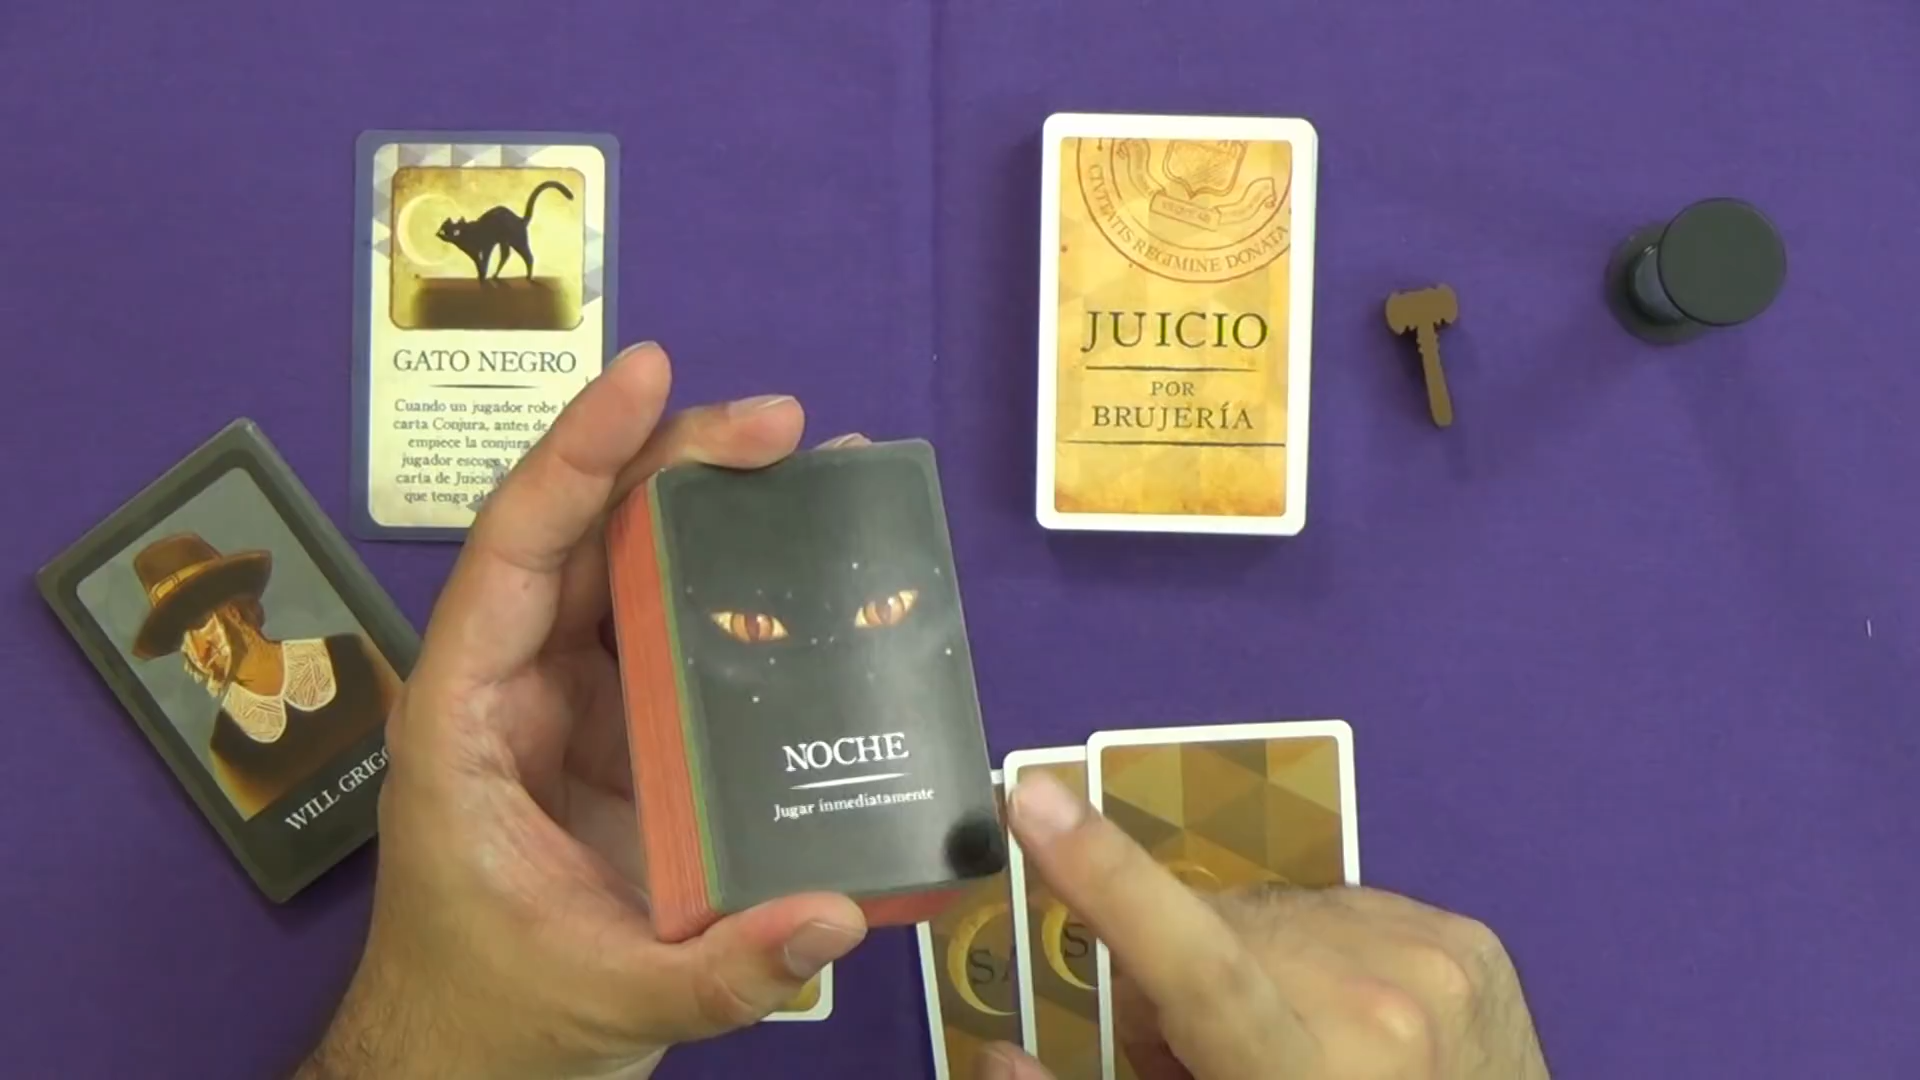 GATO NEGRO
Cuando un jugador robe
carta Conjura, antes de
empiece la conjura
jugador escoge y
carta de Juicio
que tenga el
WILL GRIGG
NOCHE
Jugar inmediatamente
CIVITATIS REGIMINE DONATA
JUICIO
POR
BRUJERÍA
SA
S